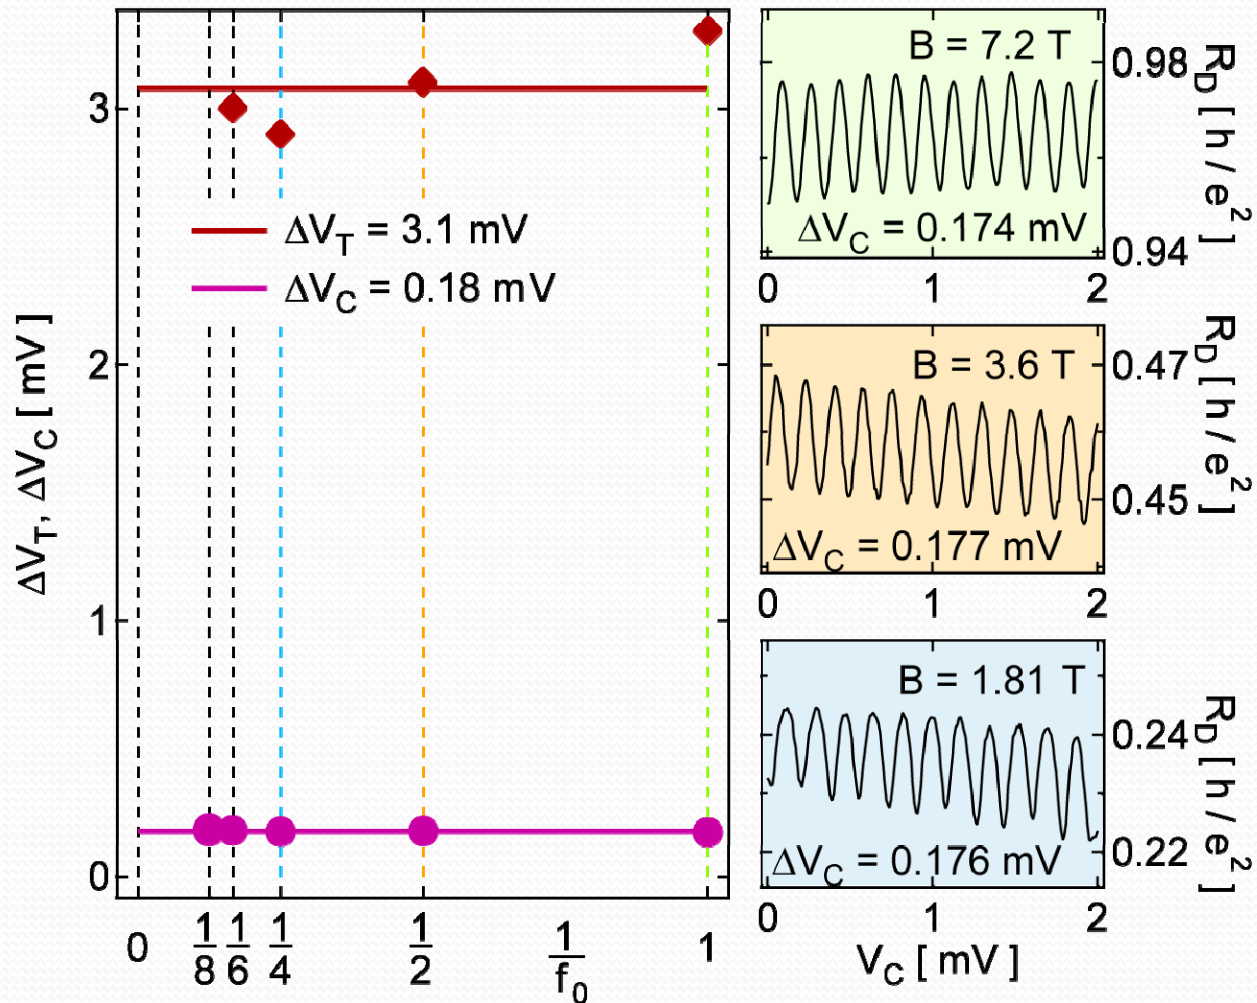 ΔV_T, ΔV_C [ mV ]
3
2
1
0
ΔV_T = 3.1 mV
ΔV_C = 0.18 mV
0
1/8
1/6
1/4
1/2
1/f_0
1
B = 7.2 T
ΔV_C = 0.174 mV
0.98
0.94
R_D [ h / e^2 ]
0 1 2
B = 3.6 T
ΔV_C = 0.177 mV
0.47
0.45
R_D [ h / e^2 ]
0 1 2
B = 1.81 T
ΔV_C = 0.176 mV
0.24
0.22
R_D [ h / e^2 ]
0 1 2
V_C [ mV ]